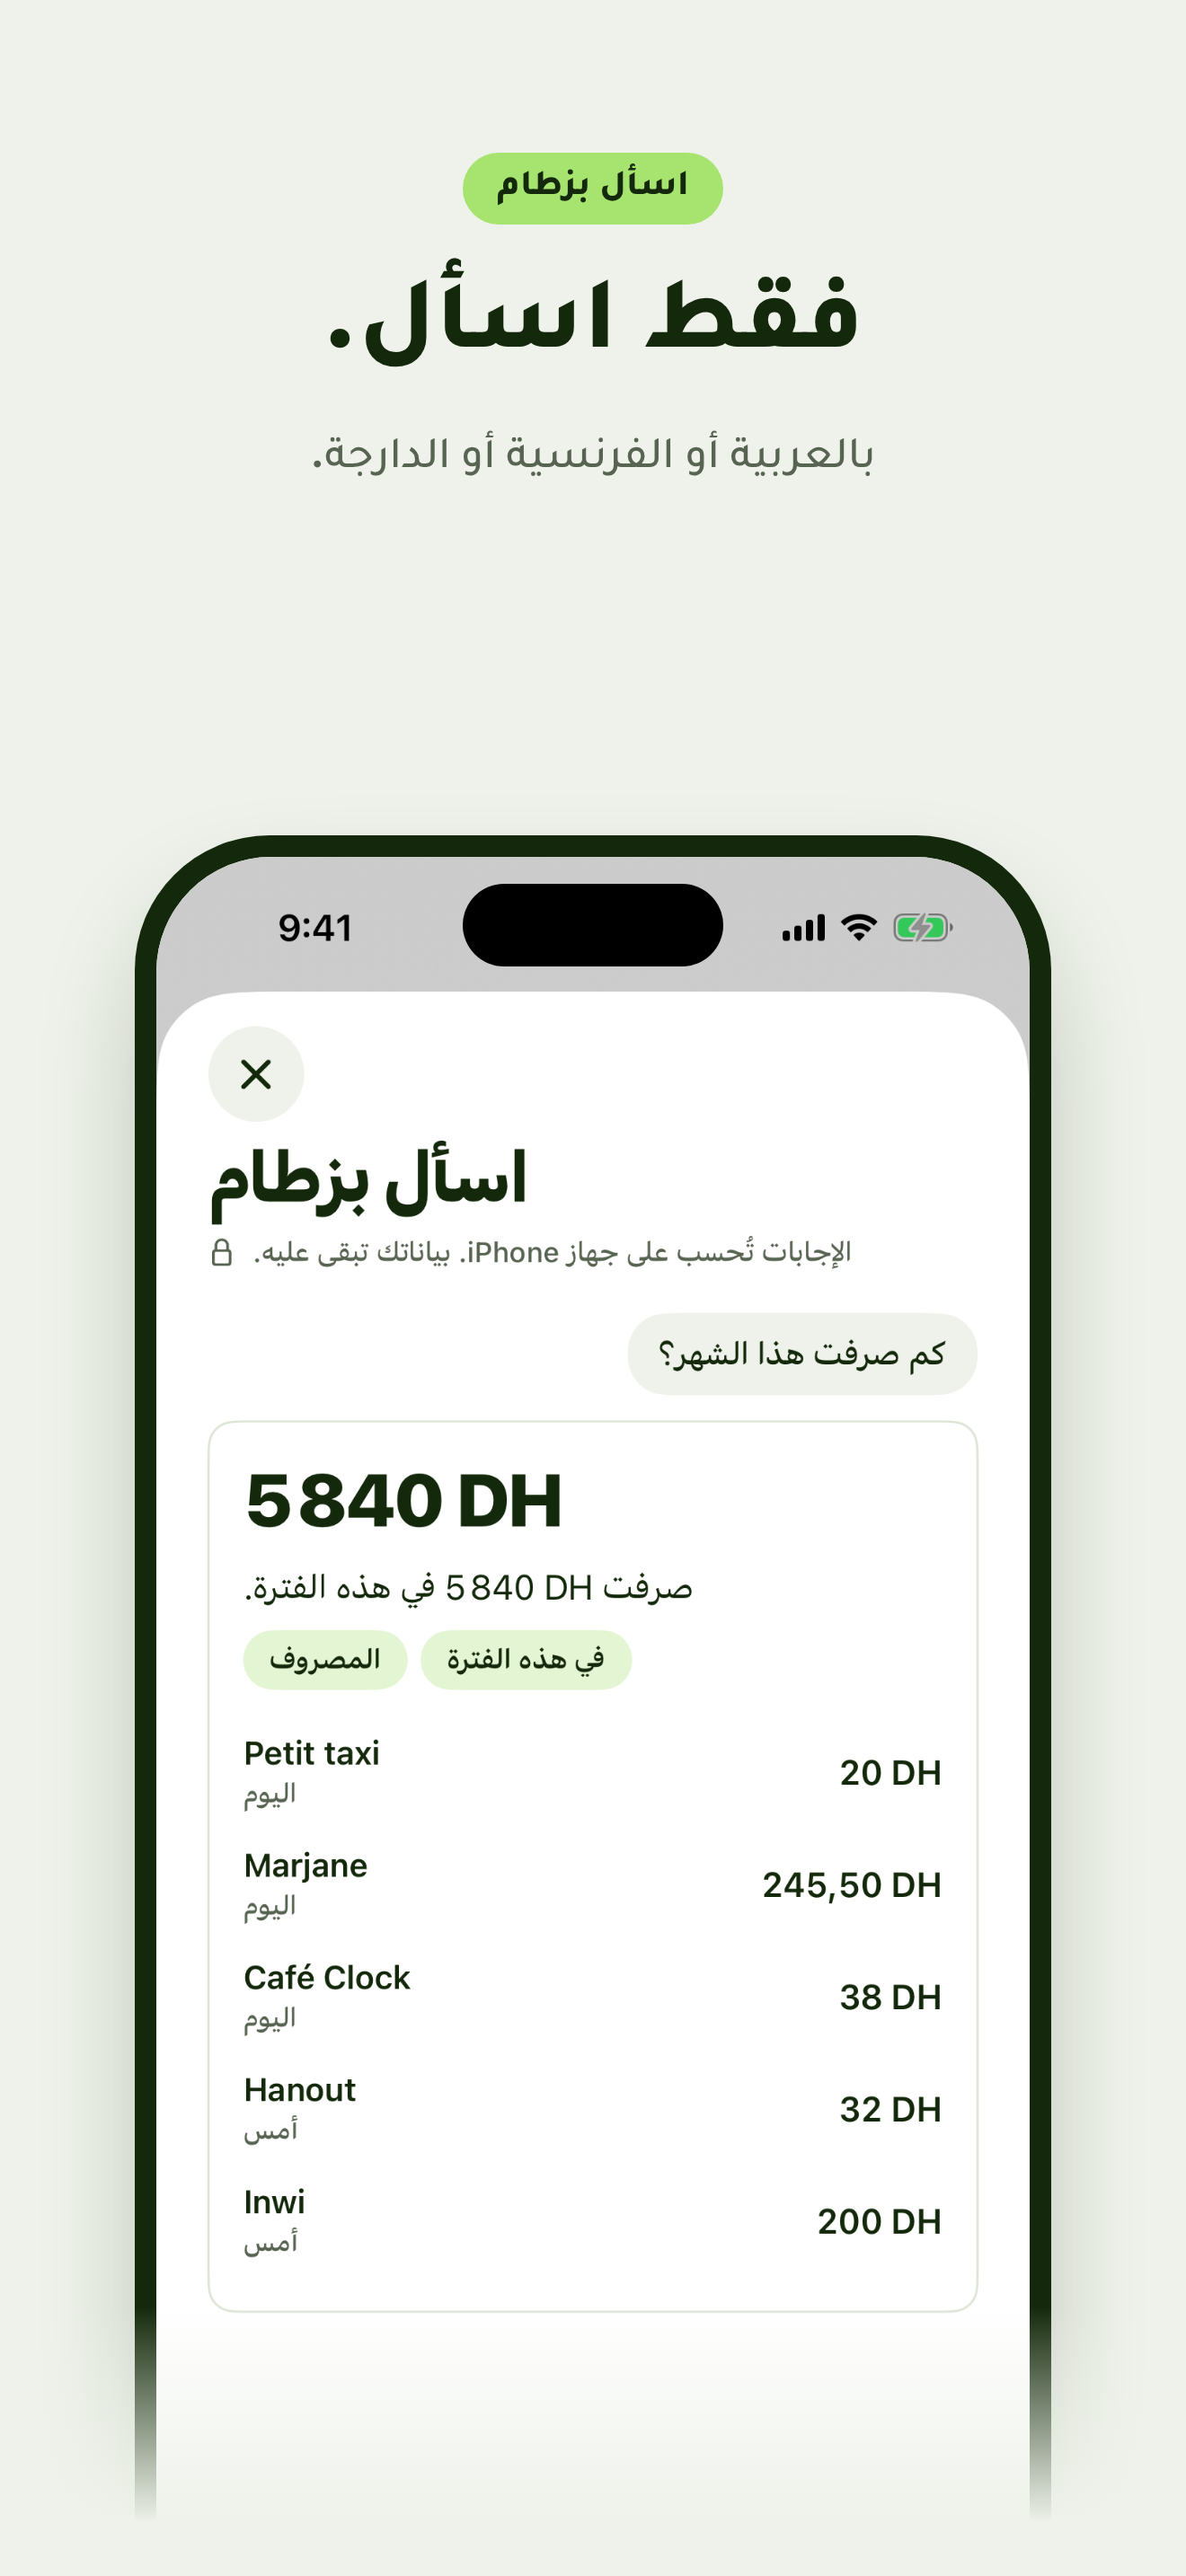 اسأل بزطام
فقط اسأل.
بالعربية أو الفرنسية أو الدارجة.
9:41
اسأل بزطام
الإجابات تُحسب على جهاز iPhone. بياناتك تبقى عليه.
كم صرفت هذا الشهر؟
5 840 DH
صرفت 5 840 DH في هذه الفترة.
المصروف
في هذه الفترة
Petit taxi
اليوم
20 DH
Marjane
اليوم
245,50 DH
Café Clock
اليوم
38 DH
Hanout
أمس
32 DH
Inwi
أمس
200 DH